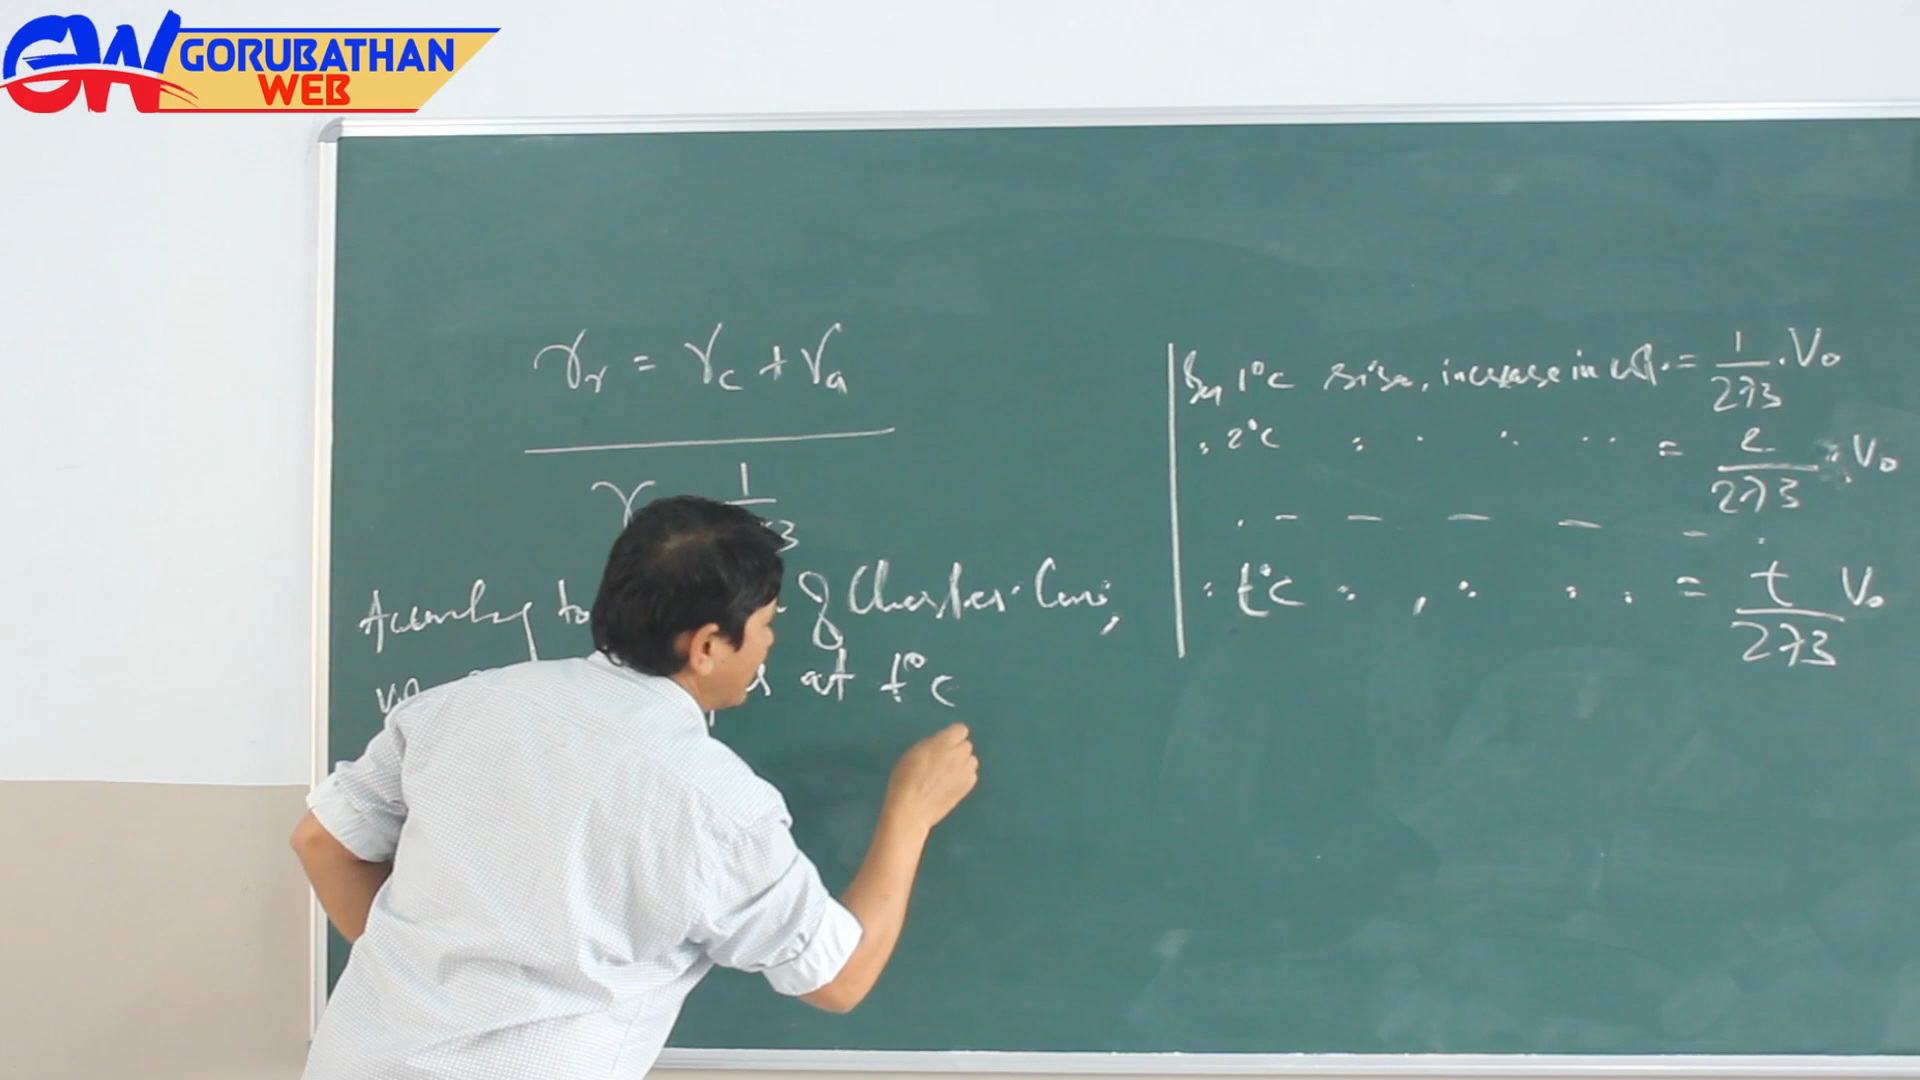 GORUBATHAN
WEB
γr = γc + γa
γ 1
3
According to of Charles' Law,
at t°C
By 1°C rise, increase in vol. = 1/273 . V₀
" 2°C " " " " = 2/273 . V₀
. - - - - - .
" t°C " , " " . = t/273 V₀